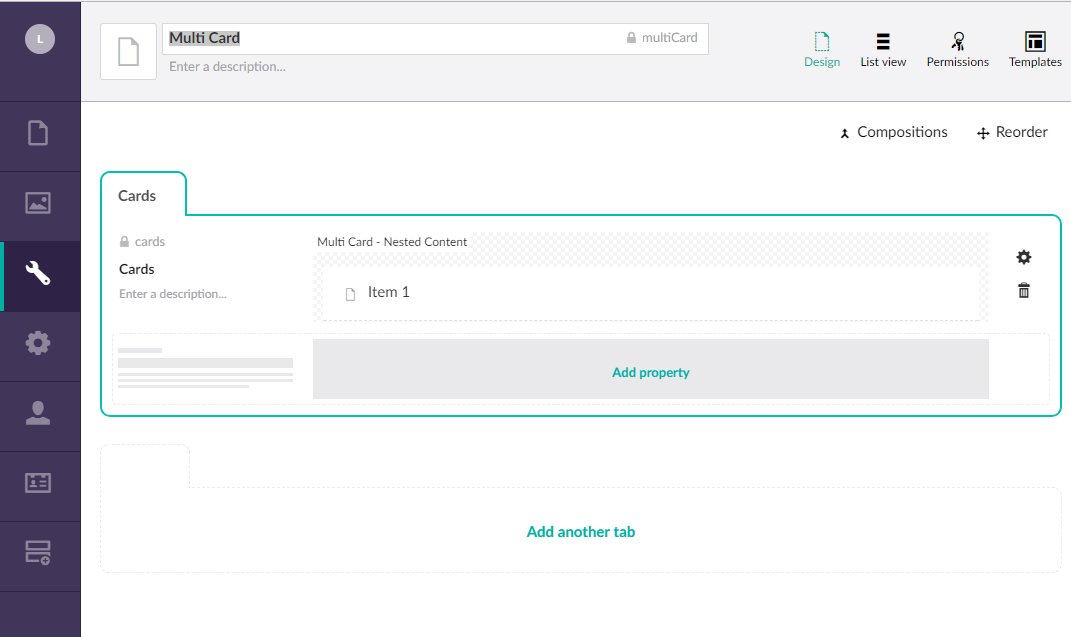 L
Multi Card
multiCard
Enter a description...
Design
List view
Permissions
Templates
Compositions
Reorder
Cards
cards
Cards
Enter a description...
Multi Card - Nested Content
Item 1
Add property
Add another tab